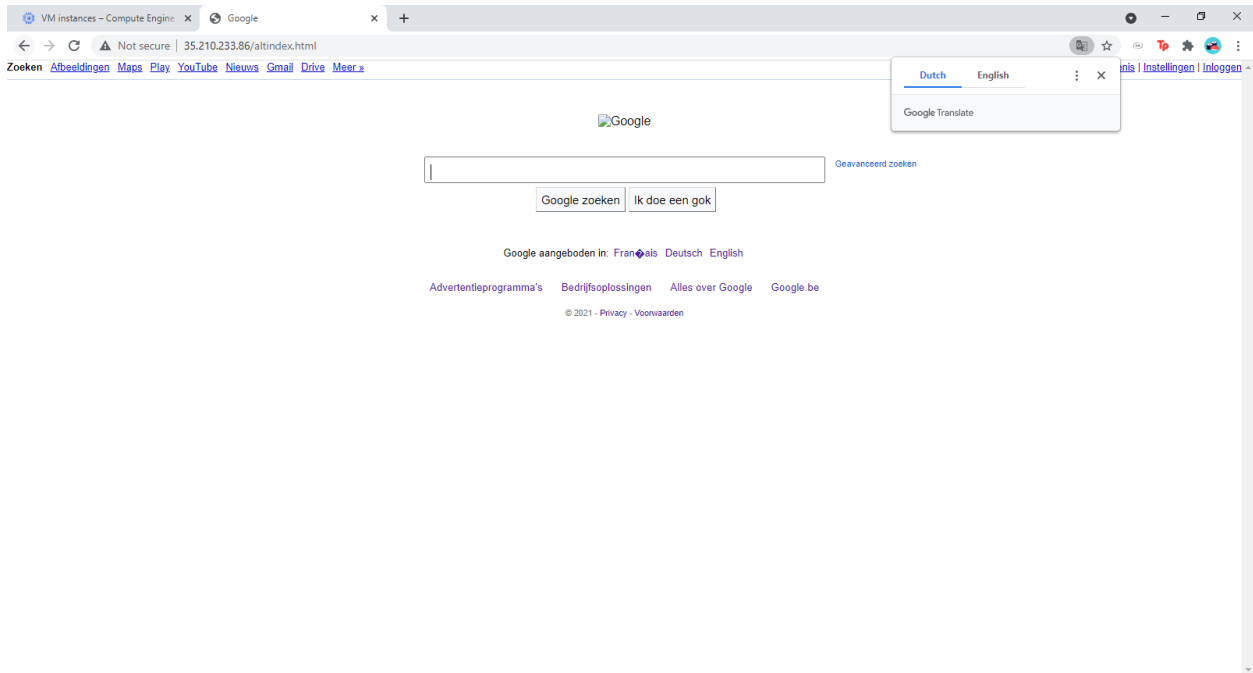 VM instances – Compute Engine
Google
Not secure | 35.210.233.86/altindex.html
Tp
Zoeken Afbeeldingen Maps Play YouTube Nieuws Gmail Drive Meer »
enis | Instellingen | Inloggen
Dutch English
Google Translate
Google
Geavanceerd zoeken
Google zoeken Ik doe een gok
Google aangeboden in: Fran�ais Deutsch English
Advertentieprogramma's Bedrijfsoplossingen Alles over Google Google.be
© 2021 - Privacy - Voorwaarden